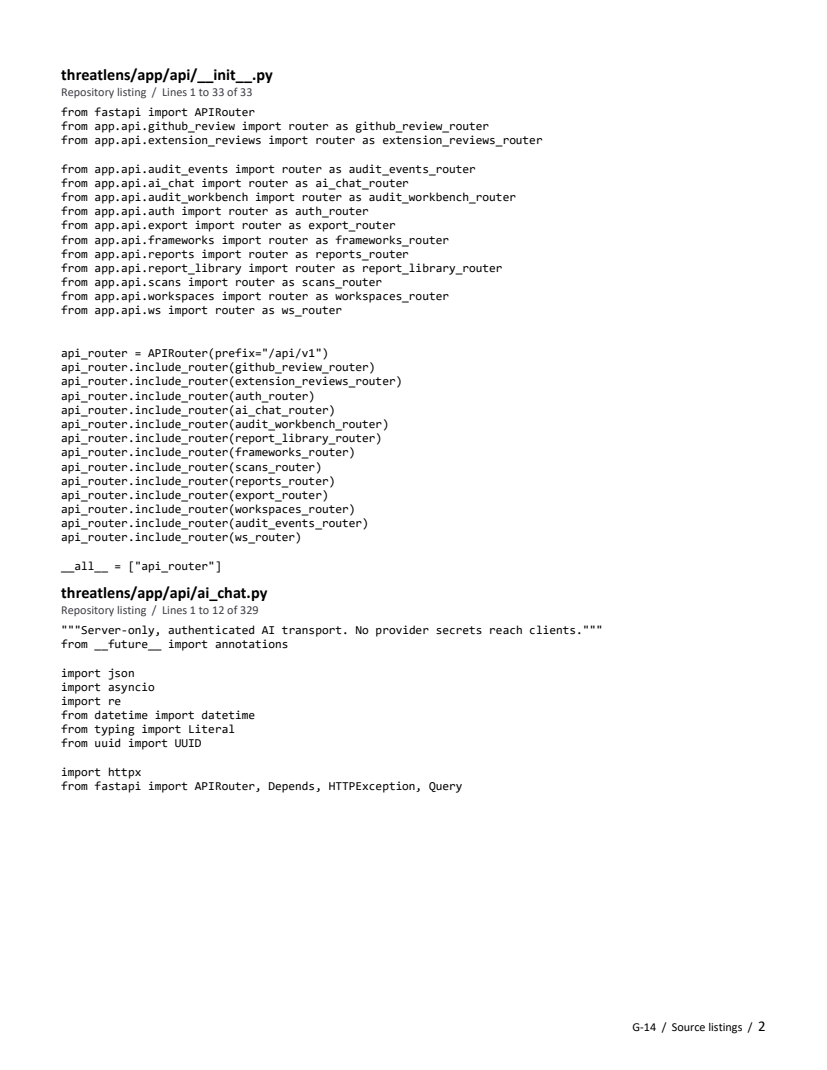 threatlens/app/api/__init__.py
Repository listing / Lines 1 to 33 of 33
from fastapi import APIRouter
from app.api.github_review import router as github_review_router
from app.api.extension_reviews import router as extension_reviews_router
from app.api.audit_events import router as audit_events_router
from app.api.ai_chat import router as ai_chat_router
from app.api.audit_workbench import router as audit_workbench_router
from app.api.auth import router as auth_router
from app.api.export import router as export_router
from app.api.frameworks import router as frameworks_router
from app.api.reports import router as reports_router
from app.api.report_library import router as report_library_router
from app.api.scans import router as scans_router
from app.api.workspaces import router as workspaces_router
from app.api.ws import router as ws_router
api_router = APIRouter(prefix="/api/v1")
api_router.include_router(github_review_router)
api_router.include_router(extension_reviews_router)
api_router.include_router(auth_router)
api_router.include_router(ai_chat_router)
api_router.include_router(audit_workbench_router)
api_router.include_router(report_library_router)
api_router.include_router(frameworks_router)
api_router.include_router(scans_router)
api_router.include_router(reports_router)
api_router.include_router(export_router)
api_router.include_router(workspaces_router)
api_router.include_router(audit_events_router)
api_router.include_router(ws_router)
__all__ = ["api_router"]
threatlens/app/api/ai_chat.py
Repository listing / Lines 1 to 12 of 329
"""Server-only, authenticated AI transport. No provider secrets reach clients."""
from __future__ import annotations
import json
import asyncio
import re
from datetime import datetime
from typing import Literal
from uuid import UUID
import httpx
from fastapi import APIRouter, Depends, HTTPException, Query
G-14 / Source listings / 2